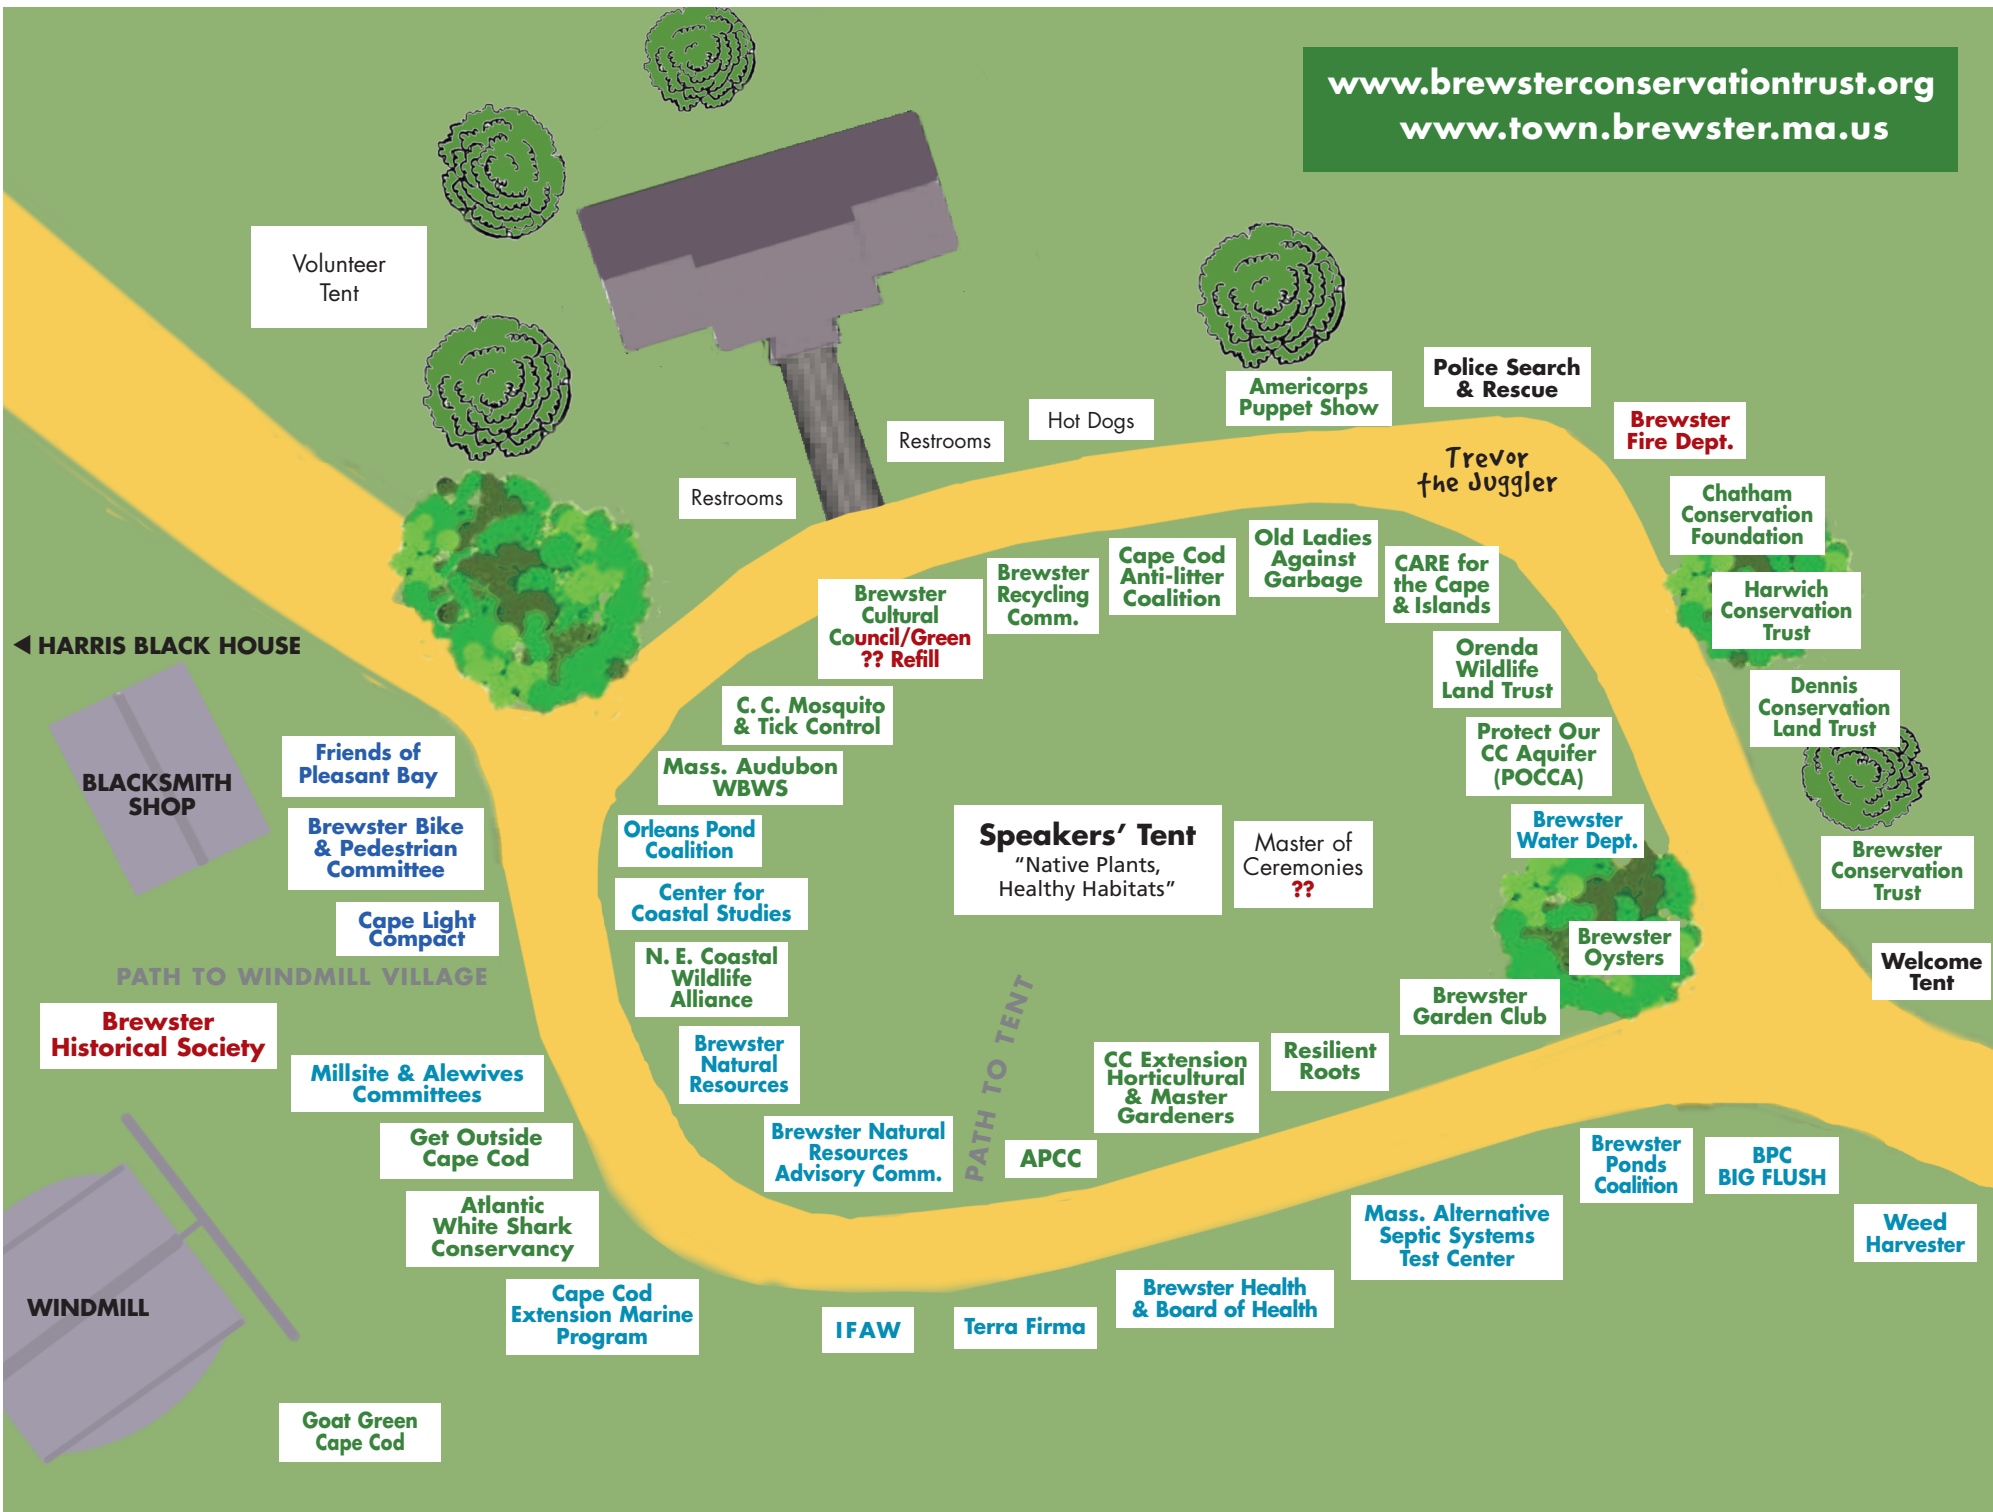 www.brewsterconservationtrust.org
www.town.brewster.ma.us
Volunteer
Tent
Restrooms
Restrooms
Hot Dogs
Americorps
Puppet Show
Police Search
& Rescue
Brewster
Fire Dept.
Trevor
the Juggler
Chatham
Conservation
Foundation
Harwich
Conservation
Trust
Dennis
Conservation
Land Trust
Brewster
Conservation
Trust
Welcome
Tent
Brewster
Cultural
Council/Green
?? Refill
Brewster
Recycling
Comm.
Cape Cod
Anti-litter
Coalition
Old Ladies
Against
Garbage
CARE for
the Cape
& Islands
Orenda
Wildlife
Land Trust
Protect Our
CC Aquifer
(POCCA)
Brewster
Water Dept.
Brewster
Oysters
Brewster
Garden Club
Resilient
Roots
CC Extension
Horticultural
& Master
Gardeners
APCC
PATH TO TENT
Speakers’ Tent
“Native Plants,
Healthy Habitats”
Master of
Ceremonies
??
C. C. Mosquito
& Tick Control
Mass. Audubon
WBWS
Orleans Pond
Coalition
Center for
Coastal Studies
N. E. Coastal
Wildlife
Alliance
Brewster
Natural
Resources
Brewster Natural
Resources
Advisory Comm.
◀ HARRIS BLACK HOUSE
BLACKSMITH
SHOP
Friends of
Pleasant Bay
Brewster Bike
& Pedestrian
Committee
Cape Light
Compact
PATH TO WINDMILL VILLAGE
Brewster
Historical Society
Millsite & Alewives
Committees
Get Outside
Cape Cod
Atlantic
White Shark
Conservancy
Cape Cod
Extension Marine
Program
WINDMILL
Goat Green
Cape Cod
IFAW
Terra Firma
Brewster Health
& Board of Health
Mass. Alternative
Septic Systems
Test Center
Brewster
Ponds
Coalition
BPC
BIG FLUSH
Weed
Harvester